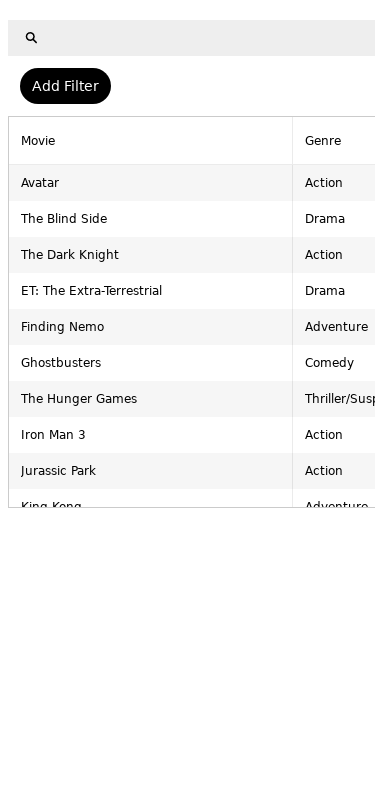 Add Filter
Movie Genre
Avatar Action
The Blind Side Drama
The Dark Knight Action
ET: The Extra-Terrestrial Drama
Finding Nemo Adventure
Ghostbusters Comedy
The Hunger Games Thriller/Susp
Iron Man 3 Action
Jurassic Park Action
King Kong Adventure